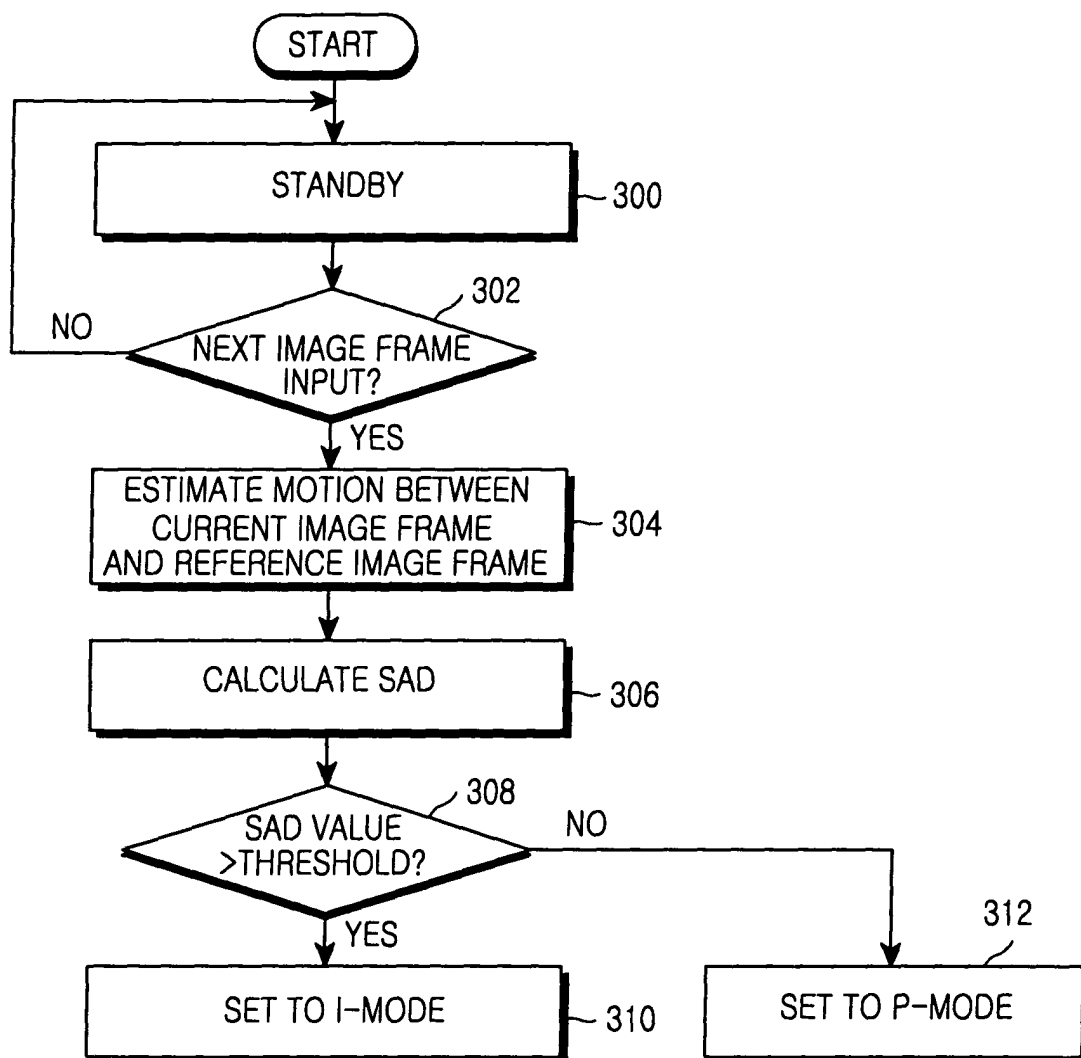 START
STANDBY
300
302
NO
NEXT IMAGE FRAME
INPUT?
YES
ESTIMATE MOTION BETWEEN
CURRENT IMAGE FRAME
AND REFERENCE IMAGE FRAME
304
CALCULATE SAD
306
308
SAD VALUE
>THRESHOLD?
NO
YES
312
SET TO I-MODE
310
SET TO P-MODE